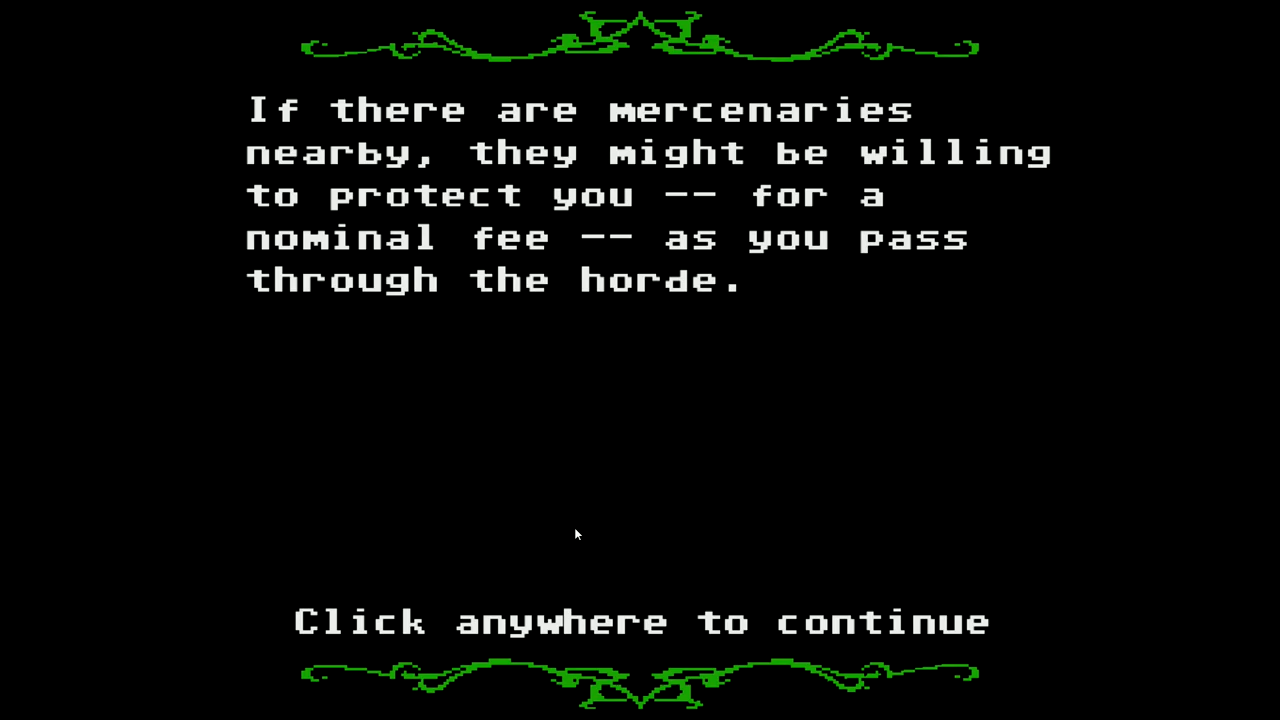 If there are mercenaries
nearby, they might be willing
to protect you -- for a
nominal fee -- as you pass
through the horde.
Click anywhere to continue